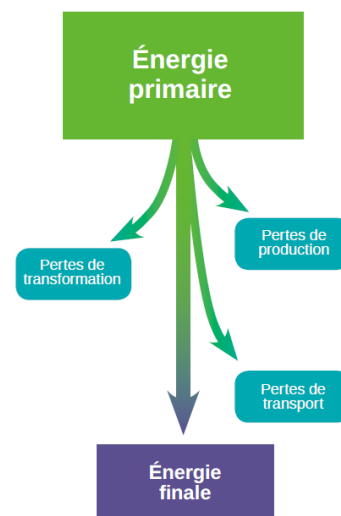 Énergie
primaire
Pertes de
production
Pertes de
transformation
Pertes de
transport
Énergie
finale